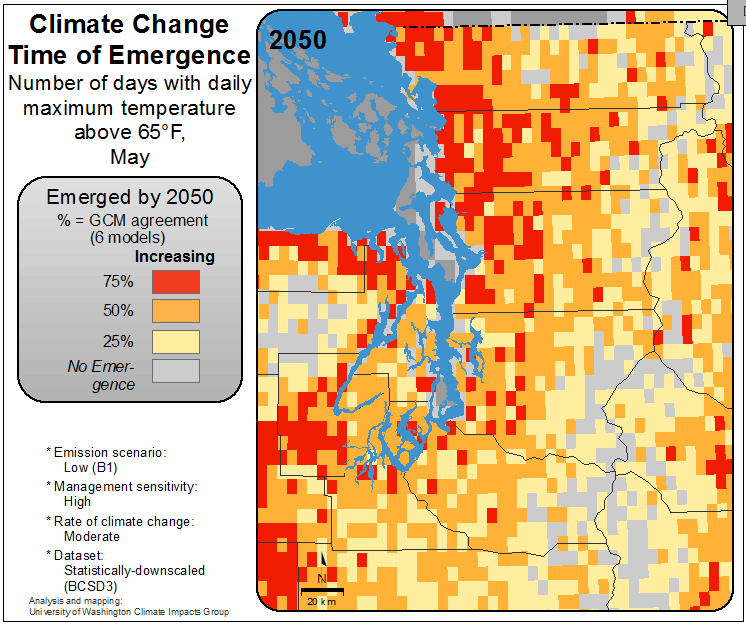 Climate Change
Time of Emergence
Number of days with daily
maximum temperature
above 65°F,
May
Emerged by 2050
% = GCM agreement
(6 models)
Increasing
75%
50%
25%
No Emer-
gence
* Emission scenario:
Low (B1)
* Management sensitivity:
High
* Rate of climate change:
Moderate
* Dataset:
Statistically-downscaled
(BCSD3)
Analysis and mapping:
University of Washington Climate Impacts Group
2050
N
20 km